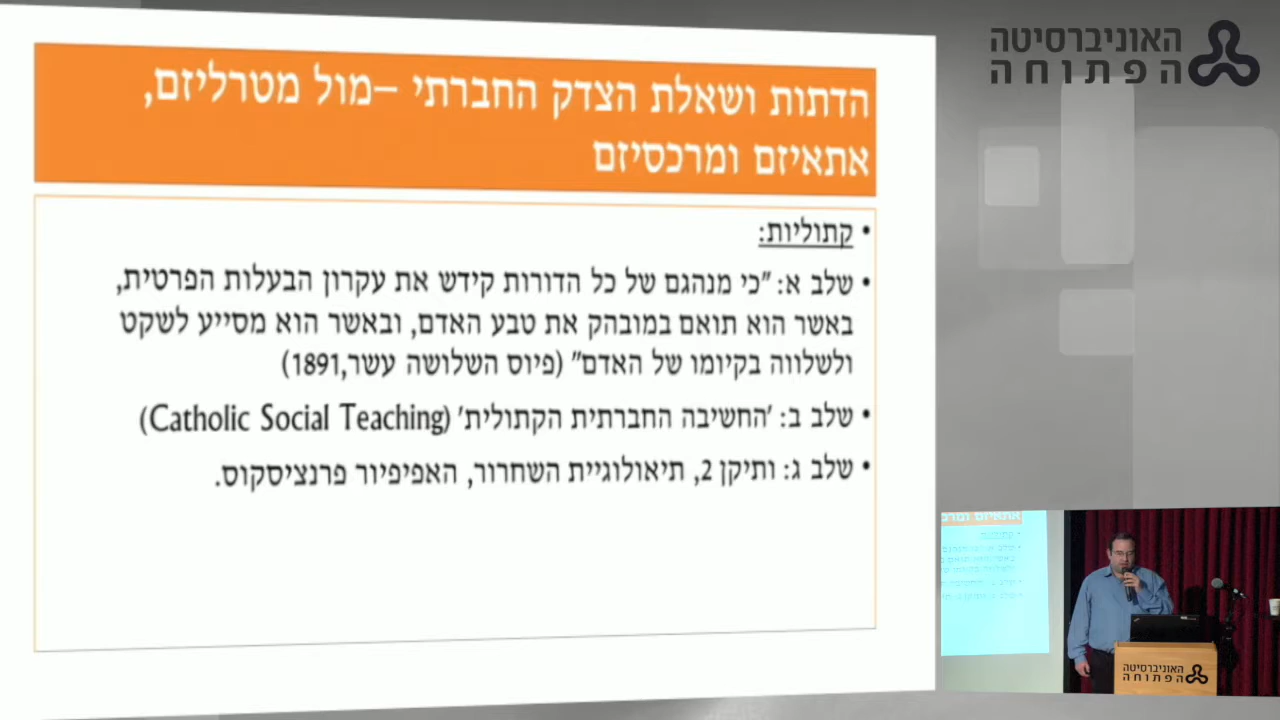 האוניברסיטה
הפתוחה
הדתות ושאלת הצדק החברתי –מול מטרליזם,
אתאיזם ומרכסיזם
• קתוליות:
• שלב א: "כי מנהגם של כל הדורות קידש את עקרון הבעלות הפרטית,
באשר הוא תואם במובהק את טבע האדם, ובאשר הוא מסייע לשקט
ולשלווה בקיומו של האדם" (פיוס השלושה עשר,1891)
• שלב ב: 'החשיבה החברתית הקתולית' (Catholic Social Teaching)
• שלב ג: ותיקן 2, תיאולוגיית השחרור, האפיפיור פרנציסקוס.
האוניברסיטה
הפתוחה